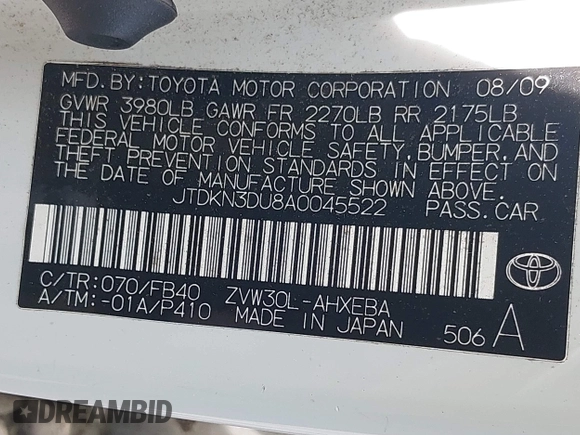 MFD. BY: TOYOTA MOTOR CORPORATION 08/09
GVWR 3980LB GAWR FR 2270LB RR 2175LB
THIS VEHICLE CONFORMS TO ALL APPLICABLE
FEDERAL MOTOR VEHICLE SAFETY, BUMPER, AND
THEFT PREVENTION STANDARDS IN EFFECT ON
THE DATE OF MANUFACTURE SHOWN ABOVE.
JTDKN3DU8A0045522 PASS. CAR
C/TR: 070/FB40 ZVW30L-AHXEBA
A/TM: -01A/P410 MADE IN JAPAN 506 A
DREAMBID